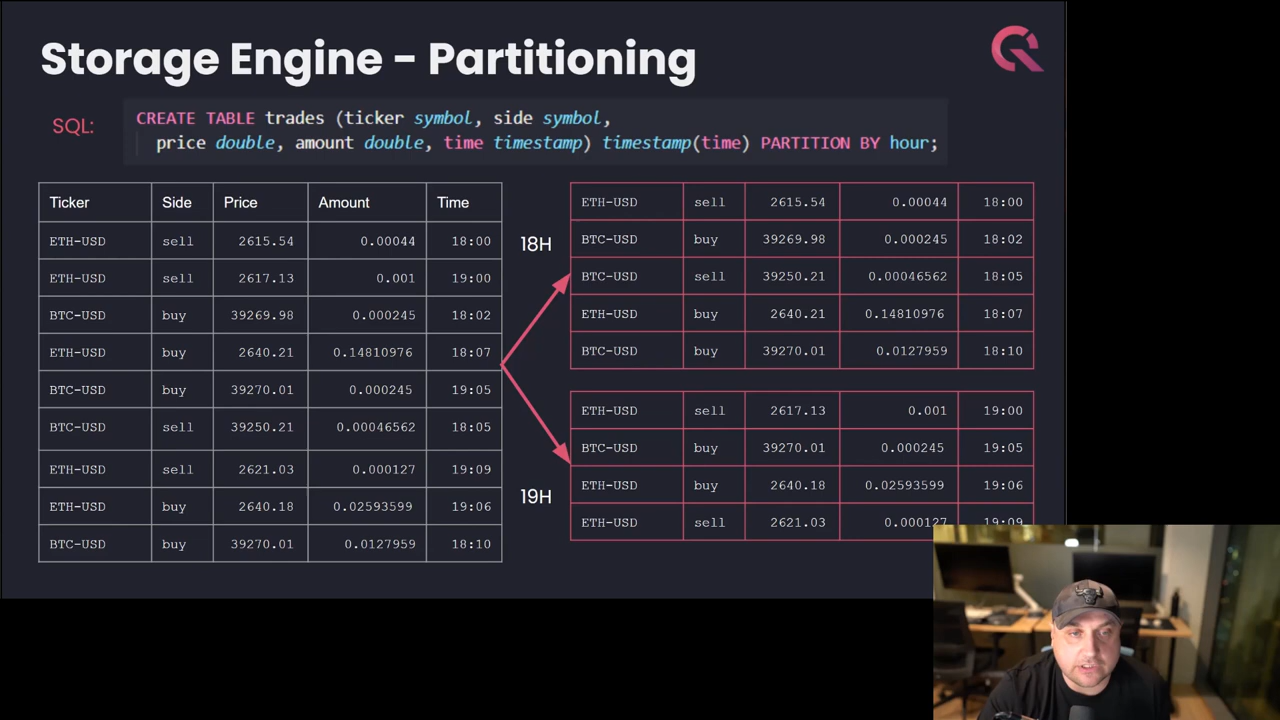 Storage Engine - Partitioning
SQL:
CREATE TABLE trades (ticker symbol, side symbol,
price double, amount double, time timestamp) timestamp(time) PARTITION BY hour;
Ticker Side Price Amount Time
ETH-USD sell 2615.54 0.00044 18:00
ETH-USD sell 2617.13 0.001 19:00
BTC-USD buy 39269.98 0.000245 18:02
ETH-USD buy 2640.21 0.14810976 18:07
BTC-USD buy 39270.01 0.000245 19:05
BTC-USD sell 39250.21 0.00046562 18:05
ETH-USD sell 2621.03 0.000127 19:09
ETH-USD buy 2640.18 0.02593599 19:06
BTC-USD buy 39270.01 0.0127959 18:10
18H
ETH-USD sell 2615.54 0.00044 18:00
BTC-USD buy 39269.98 0.000245 18:02
BTC-USD sell 39250.21 0.00046562 18:05
ETH-USD buy 2640.21 0.14810976 18:07
BTC-USD buy 39270.01 0.0127959 18:10
19H
ETH-USD sell 2617.13 0.001 19:00
BTC-USD buy 39270.01 0.000245 19:05
ETH-USD buy 2640.18 0.02593599 19:06
ETH-USD sell 2621.03 0.000127 19:09